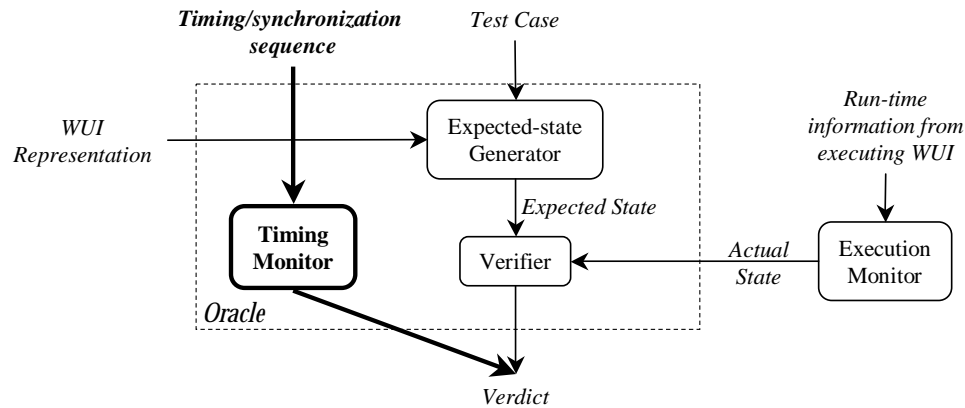 Timing/synchronization
sequence
Test Case
Run-time
information from
executing WUI
WUI
Representation
Expected-state
Generator
Expected State
Timing
Monitor
Verifier
Actual
State
Execution
Monitor
Oracle
Verdict